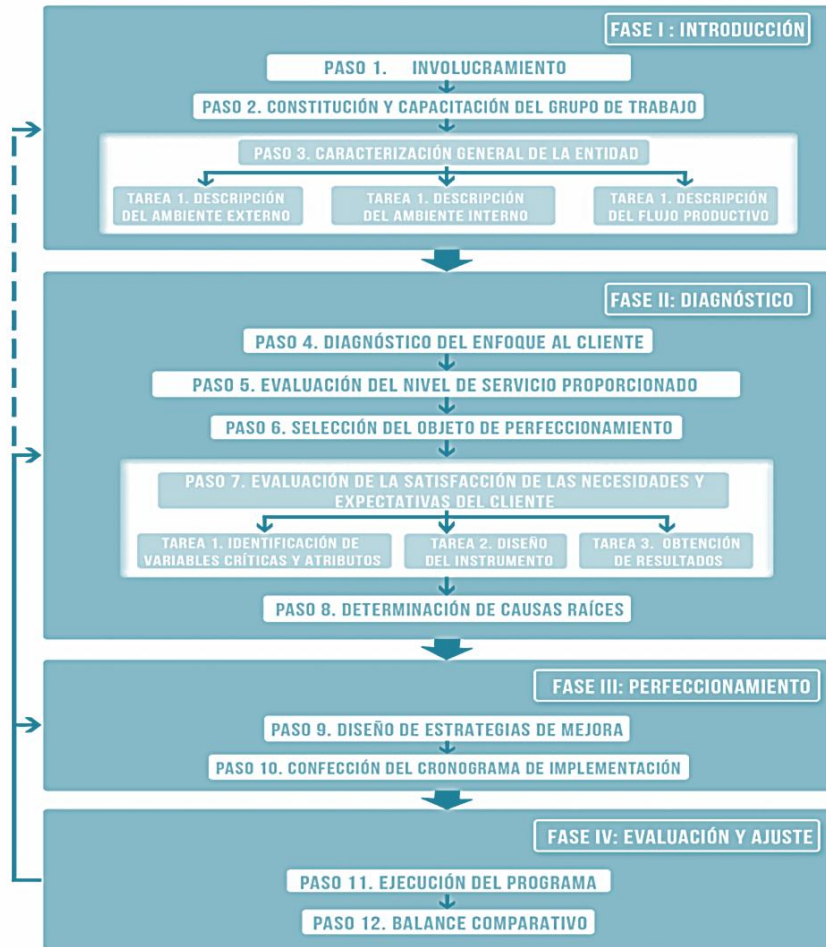 FASE I : INTRODUCCIÓN
PASO 1. INVOLUCRAMIENTO
PASO 2. CONSTITUCIÓN Y CAPACITACIÓN DEL GRUPO DE TRABAJO
PASO 3. CARACTERIZACIÓN GENERAL DE LA ENTIDAD
TAREA 1. DESCRIPCIÓN
DEL AMBIENTE EXTERNO
TAREA 1. DESCRIPCIÓN
DEL AMBIENTE INTERNO
TAREA 1. DESCRIPCIÓN
DEL FLUJO PRODUCTIVO
FASE II: DIAGNÓSTICO
PASO 4. DIAGNÓSTICO DEL ENFOQUE AL CLIENTE
PASO 5. EVALUACIÓN DEL NIVEL DE SERVICIO PROPORCIONADO
PASO 6. SELECCIÓN DEL OBJETO DE PERFECCIONAMIENTO
PASO 7. EVALUACIÓN DE LA SATISFACCIÓN DE LAS NECESIDADES Y
EXPECTATIVAS DEL CLIENTE
TAREA 1. IDENTIFICACIÓN DE
VARIABLES CRÍTICAS Y ATRIBUTOS
TAREA 2. DISEÑO
DEL INSTRUMENTO
TAREA 3. OBTENCIÓN
DE RESULTADOS
PASO 8. DETERMINACIÓN DE CAUSAS RAÍCES
FASE III: PERFECCIONAMIENTO
PASO 9. DISEÑO DE ESTRATEGIAS DE MEJORA
PASO 10. CONFECCIÓN DEL CRONOGRAMA DE IMPLEMENTACIÓN
FASE IV: EVALUACIÓN Y AJUSTE
PASO 11. EJECUCIÓN DEL PROGRAMA
PASO 12. BALANCE COMPARATIVO